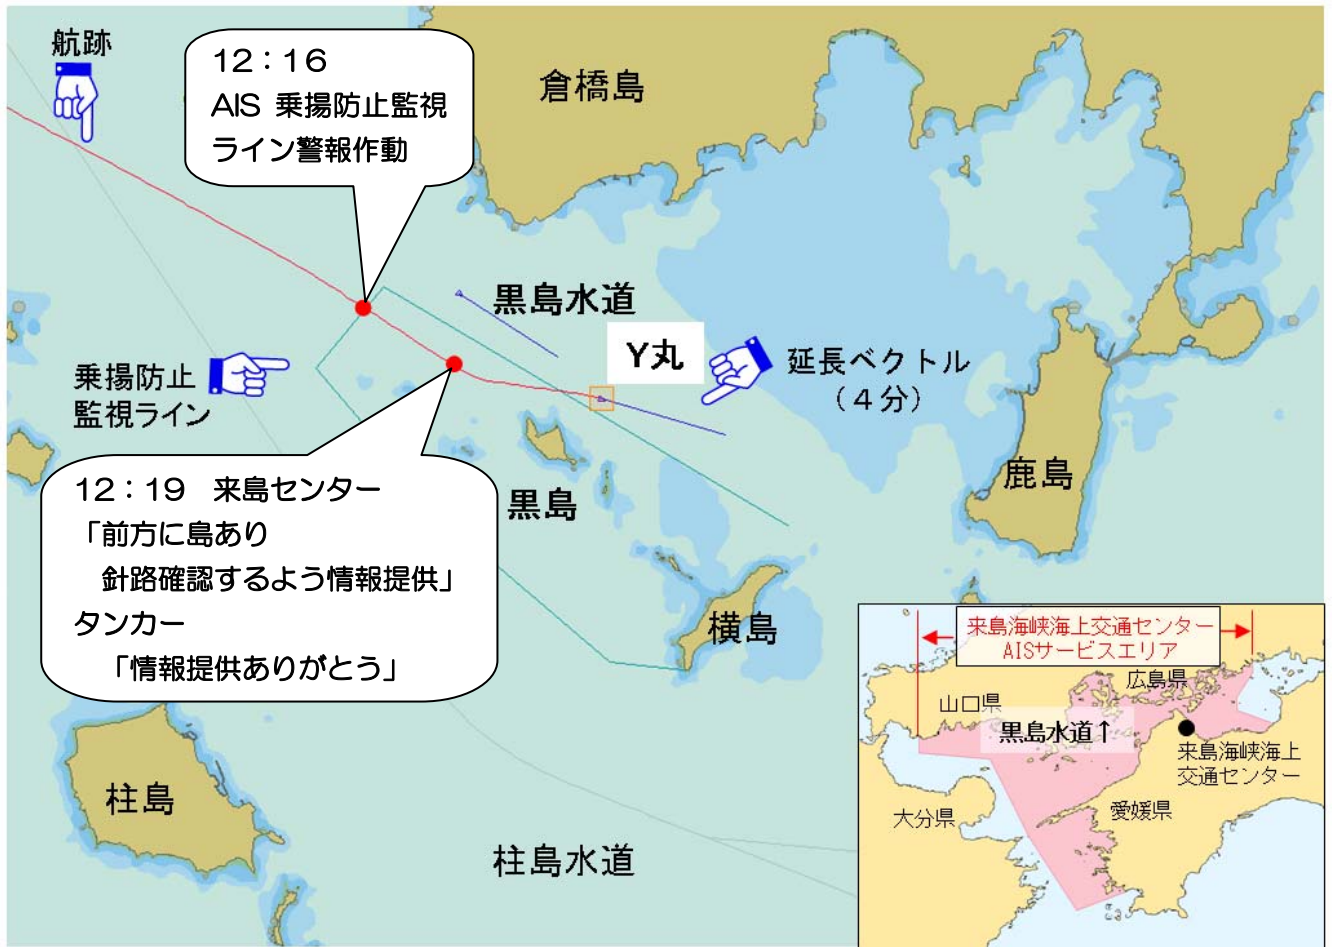 航跡
12：16
AIS 乗揚防止監視
ライン警報作動
倉橋島
黒島水道
Y丸
延長ベクトル
（４分）
乗揚防止
監視ライン
鹿島
12：19　来島センター
「前方に島あり
針路確認するよう情報提供」
タンカー
「情報提供ありがとう」
黒島
横島
柱島
柱島水道
来島海峡海上交通センター
AISサービスエリア
広島県
山口県
黒島水道↑
来島海峡海上
交通センター
大分県
愛媛県